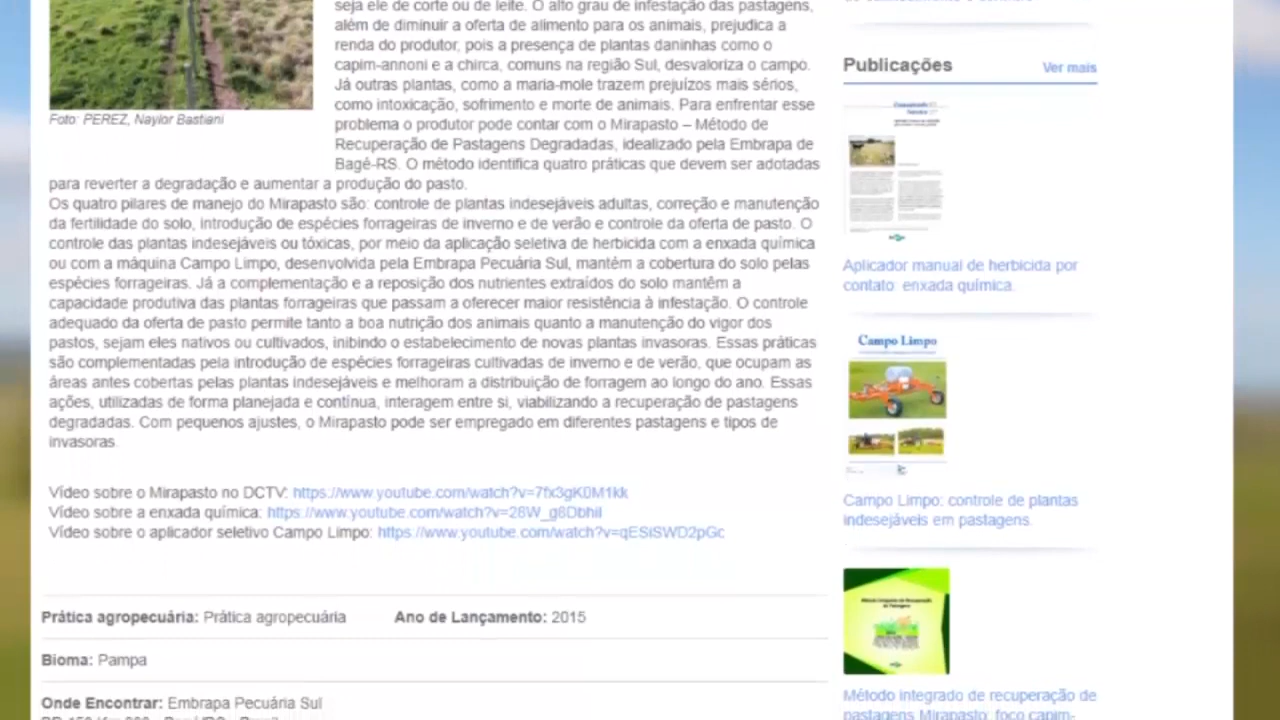 seja ele de corte ou de leite. O alto grau de infestação das pastagens,
além de diminuir a oferta de alimento para os animais, prejudica a
renda do produtor, pois a presença de plantas daninhas como o
capim-annoni e a chirca, comuns na região Sul, desvaloriza o campo.
Já outras plantas, como a maria-mole trazem prejuízos mais sérios,
como intoxicação, sofrimento e morte de animais. Para enfrentar esse
problema o produtor pode contar com o Mirapasto – Método de
Recuperação de Pastagens Degradadas, idealizado pela Embrapa de
Bagé-RS. O método identifica quatro práticas que devem ser adotadas
para reverter a degradação e aumentar a produção do pasto.
Foto: PEREZ, Naylor Bastiani
Os quatro pilares de manejo do Mirapasto são: controle de plantas indesejáveis adultas, correção e manutenção
da fertilidade do solo, introdução de espécies forrageiras de inverno e de verão e controle da oferta de pasto. O
controle das plantas indesejáveis ou tóxicas, por meio da aplicação seletiva de herbicida com a enxada química
ou com a máquina Campo Limpo, desenvolvida pela Embrapa Pecuária Sul, mantém a cobertura do solo pelas
espécies forrageiras. Já a complementação e a reposição dos nutrientes extraídos do solo mantêm a
capacidade produtiva das plantas forrageiras que passam a oferecer maior resistência à infestação. O controle
adequado da oferta de pasto permite tanto a boa nutrição dos animais quanto a manutenção do vigor dos
pastos, sejam eles nativos ou cultivados, inibindo o estabelecimento de novas plantas invasoras. Essas práticas
são complementadas pela introdução de espécies forrageiras cultivadas de inverno e de verão, que ocupam as
áreas antes cobertas pelas plantas indesejáveis e melhoram a distribuição de forragem ao longo do ano. Essas
ações, utilizadas de forma planejada e contínua, interagem entre si, viabilizando a recuperação de pastagens
degradadas. Com pequenos ajustes, o Mirapasto pode ser empregado em diferentes pastagens e tipos de
invasoras.
Vídeo sobre o Mirapasto no DCTV: https://www.youtube.com/watch?v=7fx3gK0M1kk
Vídeo sobre a enxada química: https://www.youtube.com/watch?v=28W_g6DbhiI
Vídeo sobre o aplicador seletivo Campo Limpo: https://www.youtube.com/watch?v=qESiSWD2pGc
Prática agropecuária: Prática agropecuária Ano de Lançamento: 2015
Bioma: Pampa
Onde Encontrar: Embrapa Pecuária Sul
Publicações Ver mais
Aplicador manual de herbicida por
contato: enxada química.
Campo Limpo
Campo Limpo: controle de plantas
indesejáveis em pastagens.
Método integrado de recuperação de
pastagens Mirapasto: foco capim-